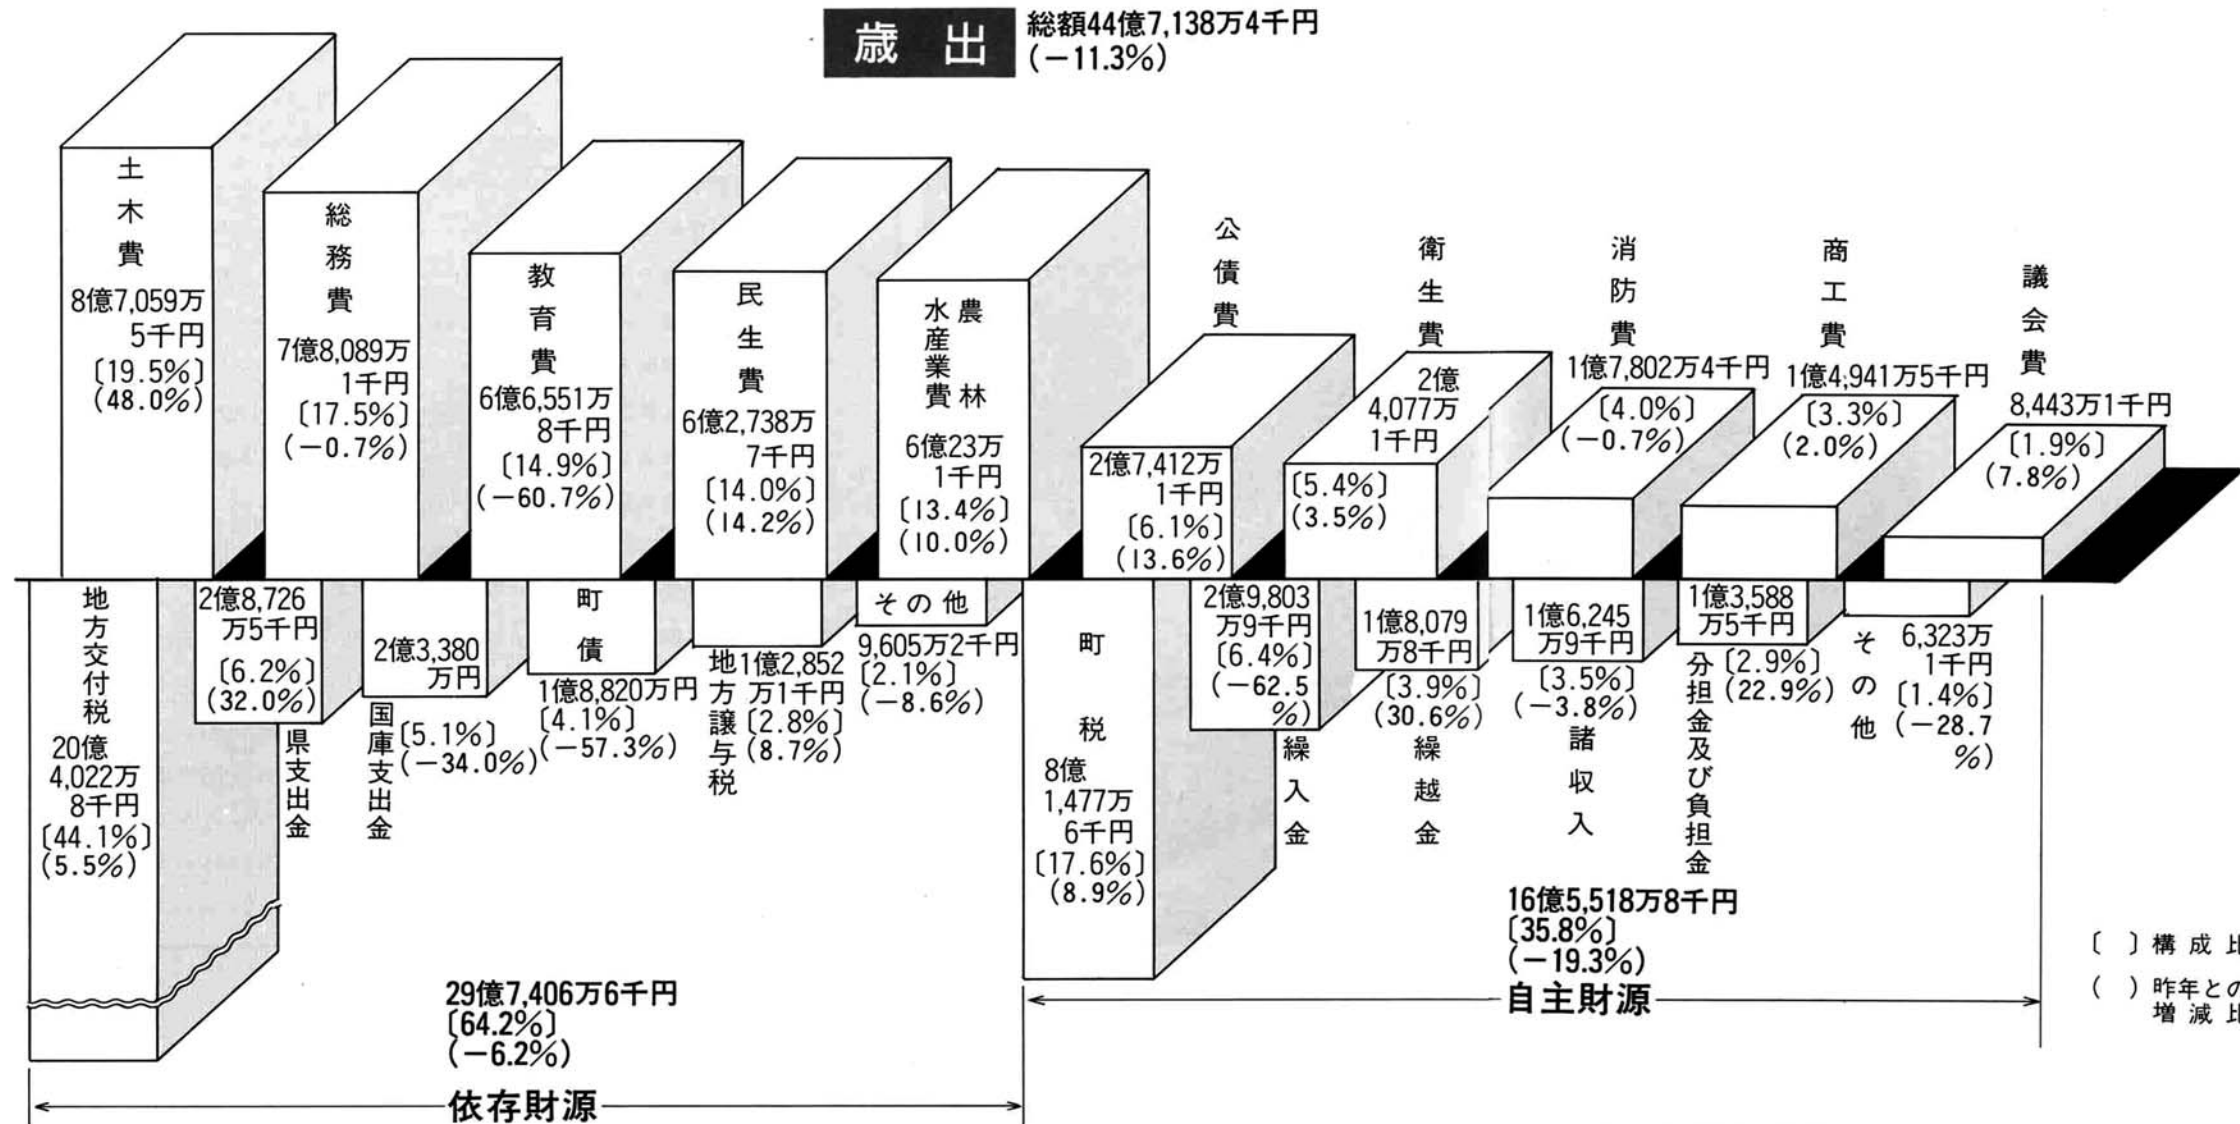 歳出
総額44億7,138万4千円
(−11.3%)
土木費
8億7,059万
5千円
〔19.5%〕
(48.0%)
総務費
7億8,089万
1千円
〔17.5%〕
(−0.7%)
教育費
6億6,551万
8千円
〔14.9%〕
(−60.7%)
民生費
6億2,738万
7千円
〔14.0%〕
(14.2%)
農林
水産業費
6億23万
1千円
〔13.4%〕
(10.0%)
公債費
2億7,412万
1千円
〔6.1%〕
(13.6%)
衛生費
2億
4,077万
1千円
〔5.4%〕
(3.5%)
消防費
1億7,802万4千円
〔4.0%〕
(−0.7%)
商工費
1億4,941万5千円
〔3.3%〕
(2.0%)
議会費
8,443万1千円
〔1.9%〕
(7.8%)
地方交付税
20億
4,022万
8千円
〔44.1%〕
(5.5%)
2億8,726
万5千円
〔6.2%〕
(32.0%)
県支出金
2億3,380
万円
国庫支出金
〔5.1%〕
(−34.0%)
町債
1億8,820万円
〔4.1%〕
(−57.3%)
地方譲与税
1億2,852
万1千円
〔2.8%〕
(8.7%)
その他
9,605万2千円
〔2.1%〕
(−8.6%)
町税
8億
1,477万
6千円
〔17.6%〕
(8.9%)
2億9,803
万9千円
〔6.4%〕
(−62.5
%)
繰入金
1億8,079
万8千円
〔3.9%〕
(30.6%)
繰越金
1億6,245
万9千円
〔3.5%〕
(−3.8%)
諸収入
1億3,588
万5千円
分担金及び負担金
〔2.9%〕
(22.9%)
その他
6,323万
1千円
〔1.4%〕
(−28.7
%)
29億7,406万6千円
〔64.2%〕
(−6.2%)
依存財源
16億5,518万8千円
〔35.8%〕
(−19.3%)
自主財源
〔 〕構成比
( )昨年との
増減比